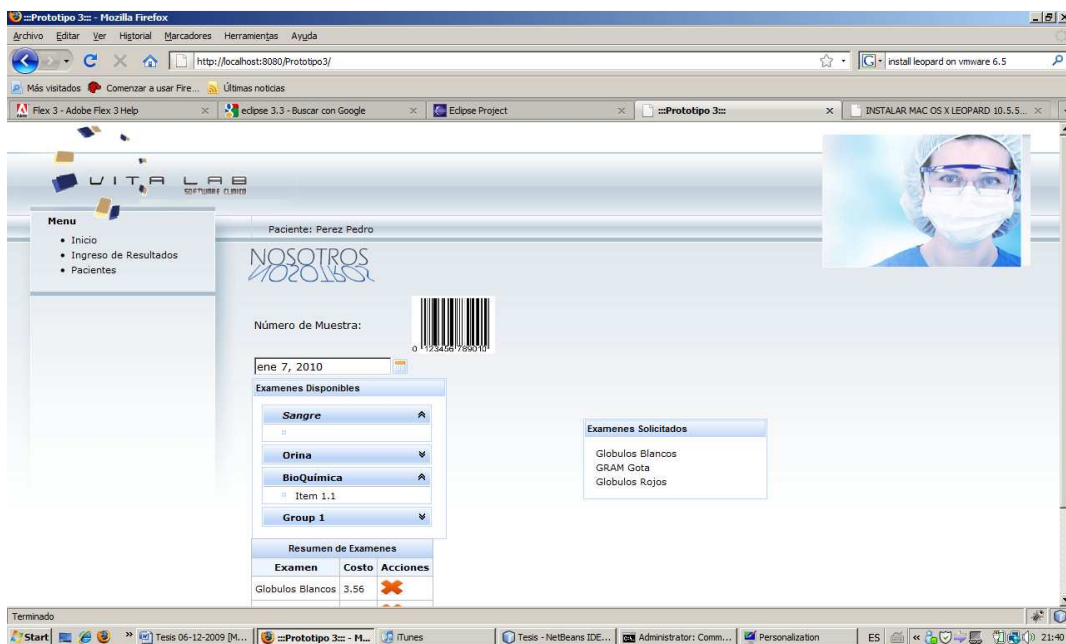 :::Prototipo 3::: - Mozilla Firefox
Archivo Editar Ver Historial Marcadores Herramientas Ayuda
http://localhost:8080/Prototipo3/
install leopard on vmware 6.5
Más visitados Comenzar a usar Fire... Últimas noticias
Flex 3 - Adobe Flex 3 Help
eclipse 3.3 - Buscar con Google
Eclipse Project
:::Prototipo 3:::
INSTALAR MAC OS X LEOPARD 10.5.5...
VITA LAB
SOFTWARE CLINICO
Menu
Inicio
Ingreso de Resultados
Pacientes
Paciente: Perez Pedro
NOSOTROS
Número de Muestra:
0 123456 789010
ene 7, 2010
Examenes Disponibles
Sangre
Orina
BioQuímica
Item 1.1
Group 1
Examenes Solicitados
Globulos Blancos
GRAM Gota
Globulos Rojos
Resumen de Examenes
Examen Costo Acciones
Globulos Blancos 3.56
Terminado
Start
Tesis 06-12-2009 [M...
:::Prototipo 3::: - M...
iTunes
Tesis - NetBeans IDE...
Administrator: Comm...
Personalization
ES
21:40